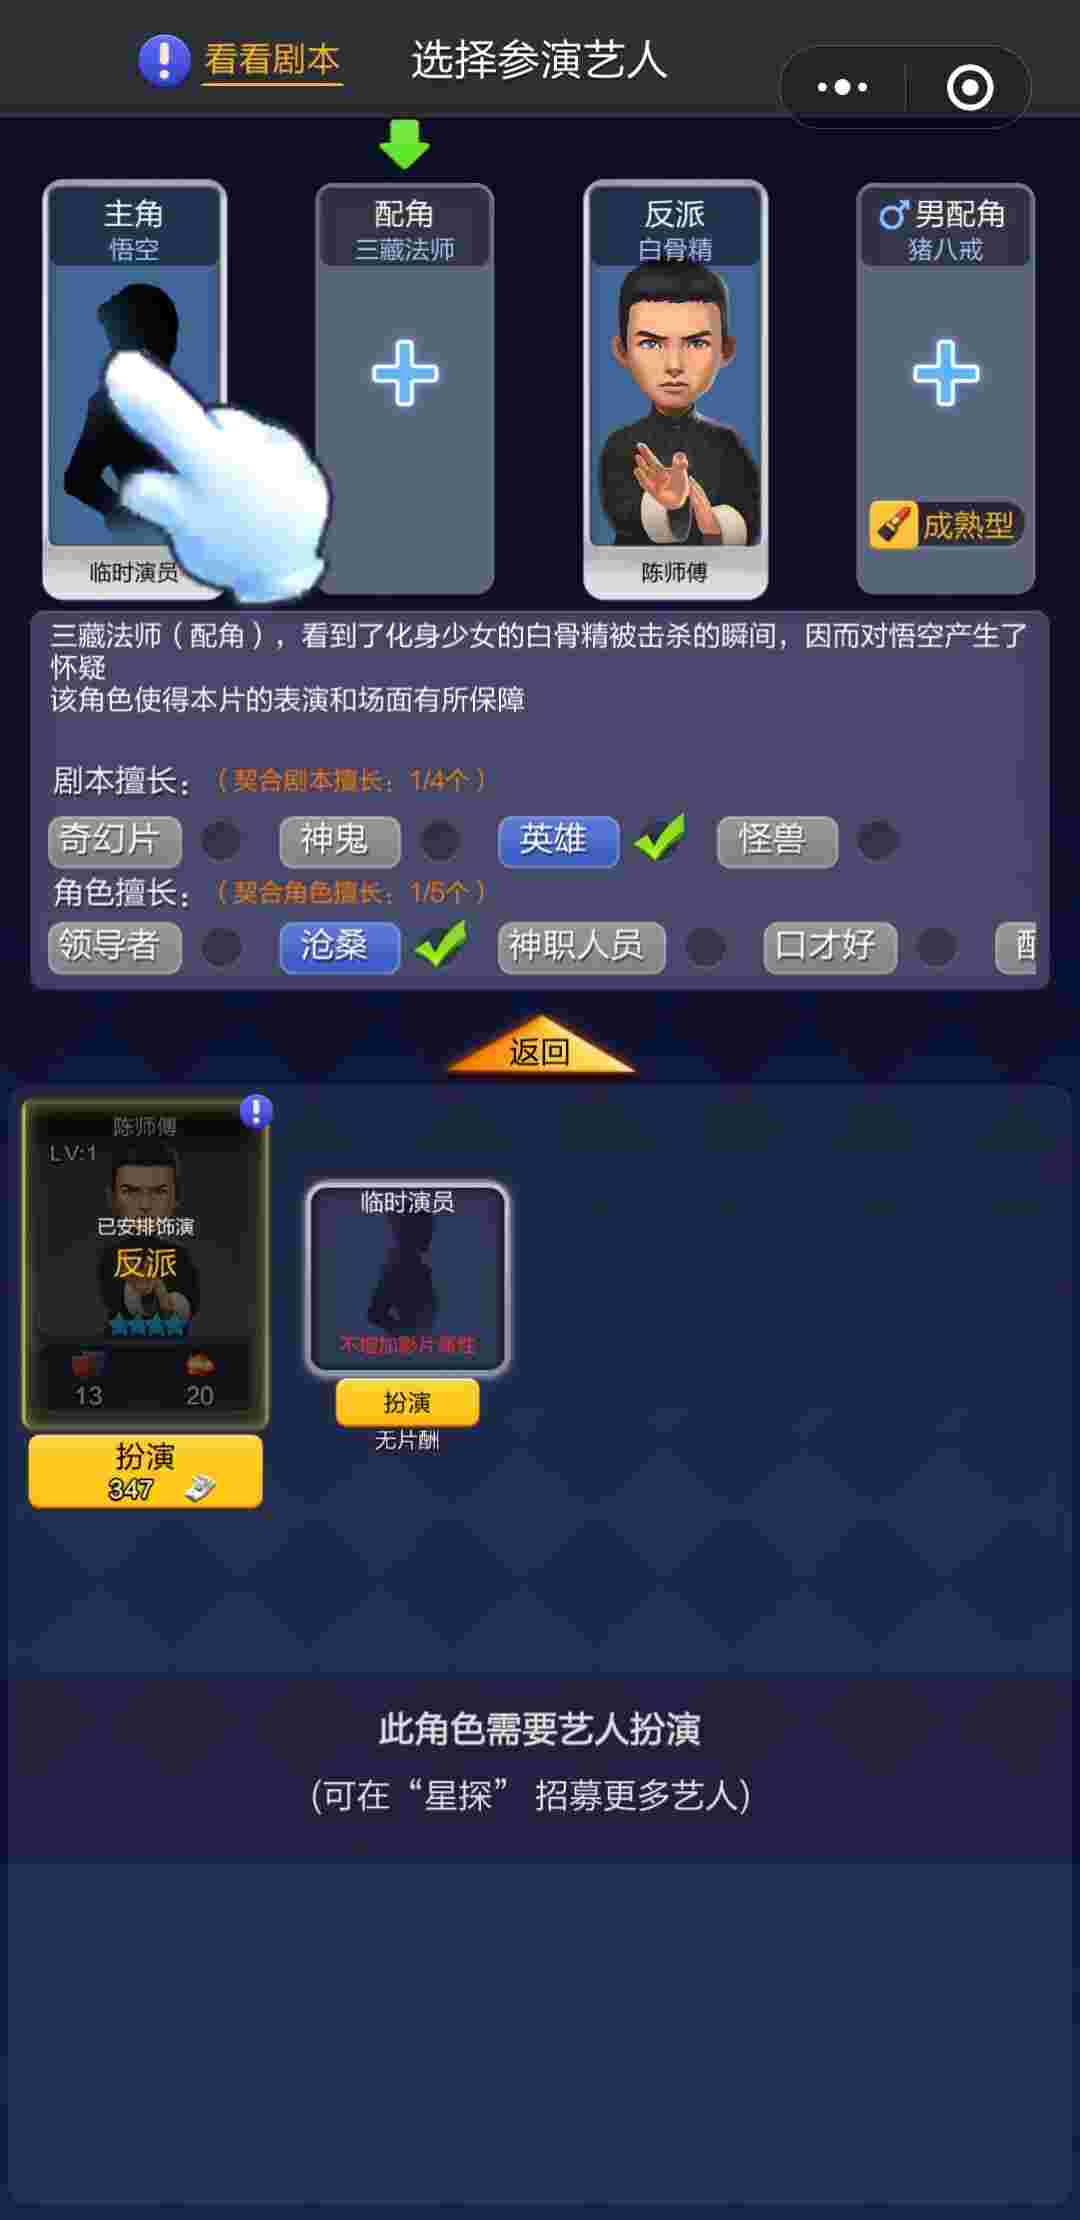 看看剧本
选择参演艺人
主角
悟空
配角
三藏法师
反派
白骨精
男配角
猪八戒
成熟型
临时演员
陈师傅
三藏法师（配角），看到了化身少女的白骨精被击杀的瞬间，因而对悟空产生了
怀疑
该角色使得本片的表演和场面有所保障
剧本擅长：（契合剧本擅长：1/4个）
奇幻片 神鬼 英雄 怪兽
角色擅长：（契合角色擅长：1/5个）
领导者 沧桑 神职人员 口才好
返回
陈师傅
LV:1
已安排饰演
反派
13 20
扮演
347
临时演员
不增加影片属性
扮演
无片酬
此角色需要艺人扮演
(可在“星探” 招募更多艺人)